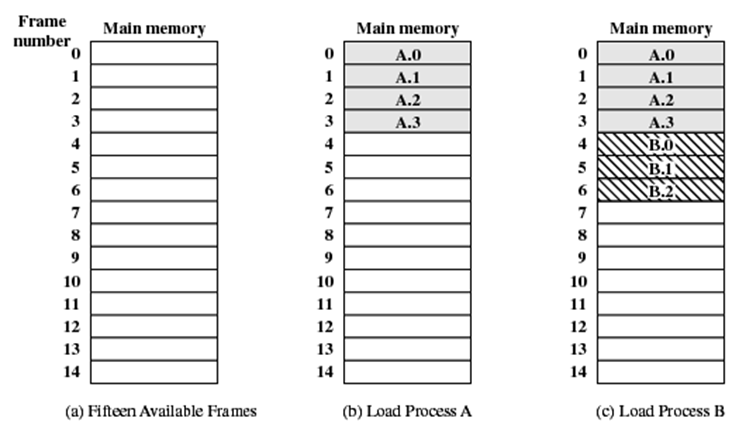 Frame
number
Main memory
0
1
2
3
4
5
6
7
8
9
10
11
12
13
14
(a) Fifteen Available Frames
Main memory
0 A.0
1 A.1
2 A.2
3 A.3
4
5
6
7
8
9
10
11
12
13
14
(b) Load Process A
Main memory
0 A.0
1 A.1
2 A.2
3 A.3
4 B.0
5 B.1
6 B.2
7
8
9
10
11
12
13
14
(c) Load Process B